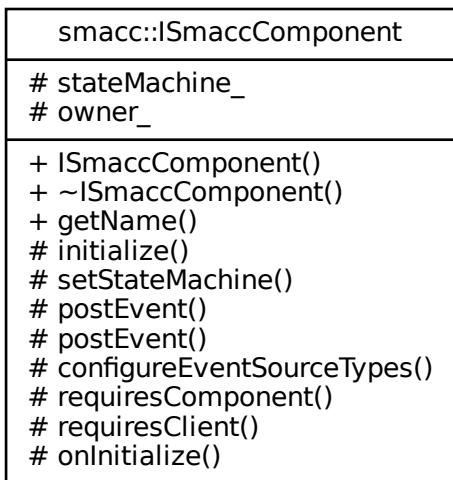 smacc::ISmaccComponent
# stateMachine_
# owner_
+ ISmaccComponent()
+ ~ISmaccComponent()
+ getName()
# initialize()
# setStateMachine()
# postEvent()
# postEvent()
# configureEventSourceTypes()
# requiresComponent()
# requiresClient()
# onInitialize()